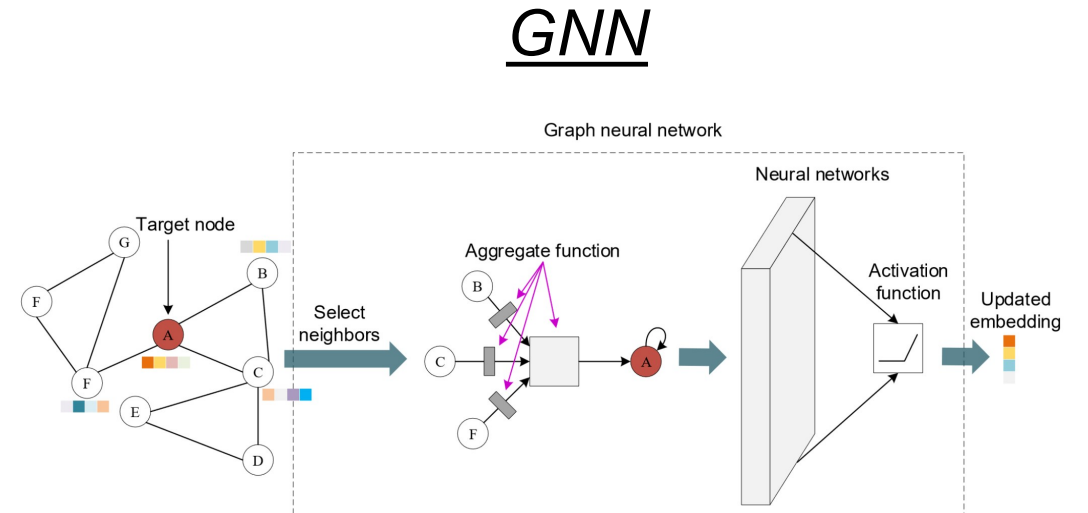 GNN
Graph neural network
Neural networks
Target node
G
B
F
A
F
C
E
D
Select
neighbors
Aggregate function
B
C
F
A
Activation
function
Updated
embedding